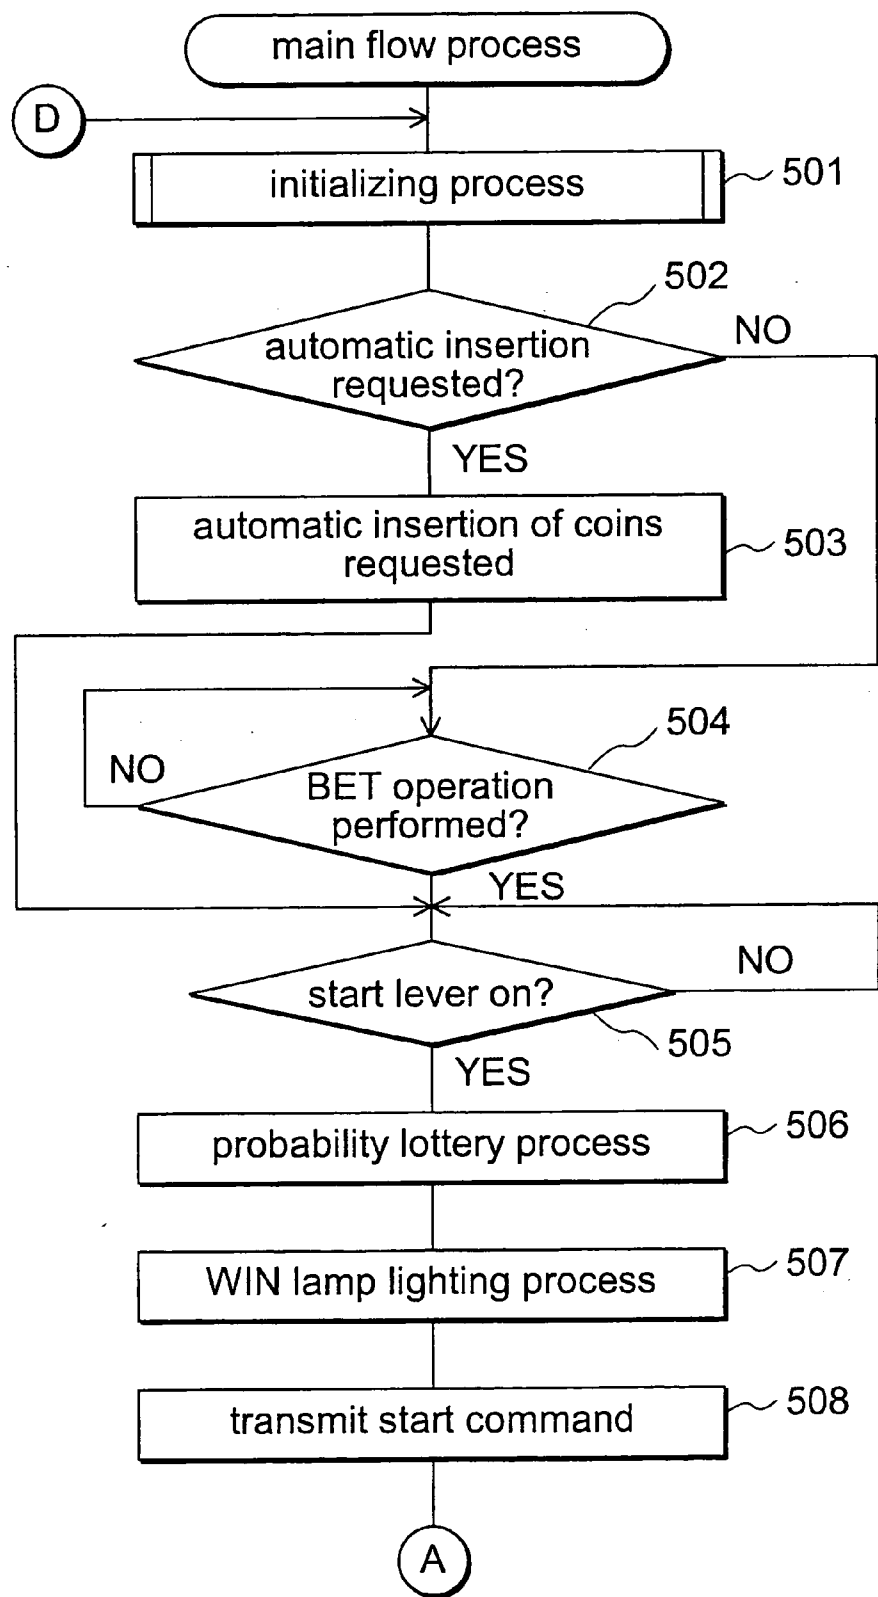 main flow process
D
initializing process
501
502
NO
automatic insertion
requested?
YES
automatic insertion of coins
requested
503
504
NO
BET operation
performed?
YES
NO
start lever on?
505
YES
probability lottery process
506
WIN lamp lighting process
507
transmit start command
508
A